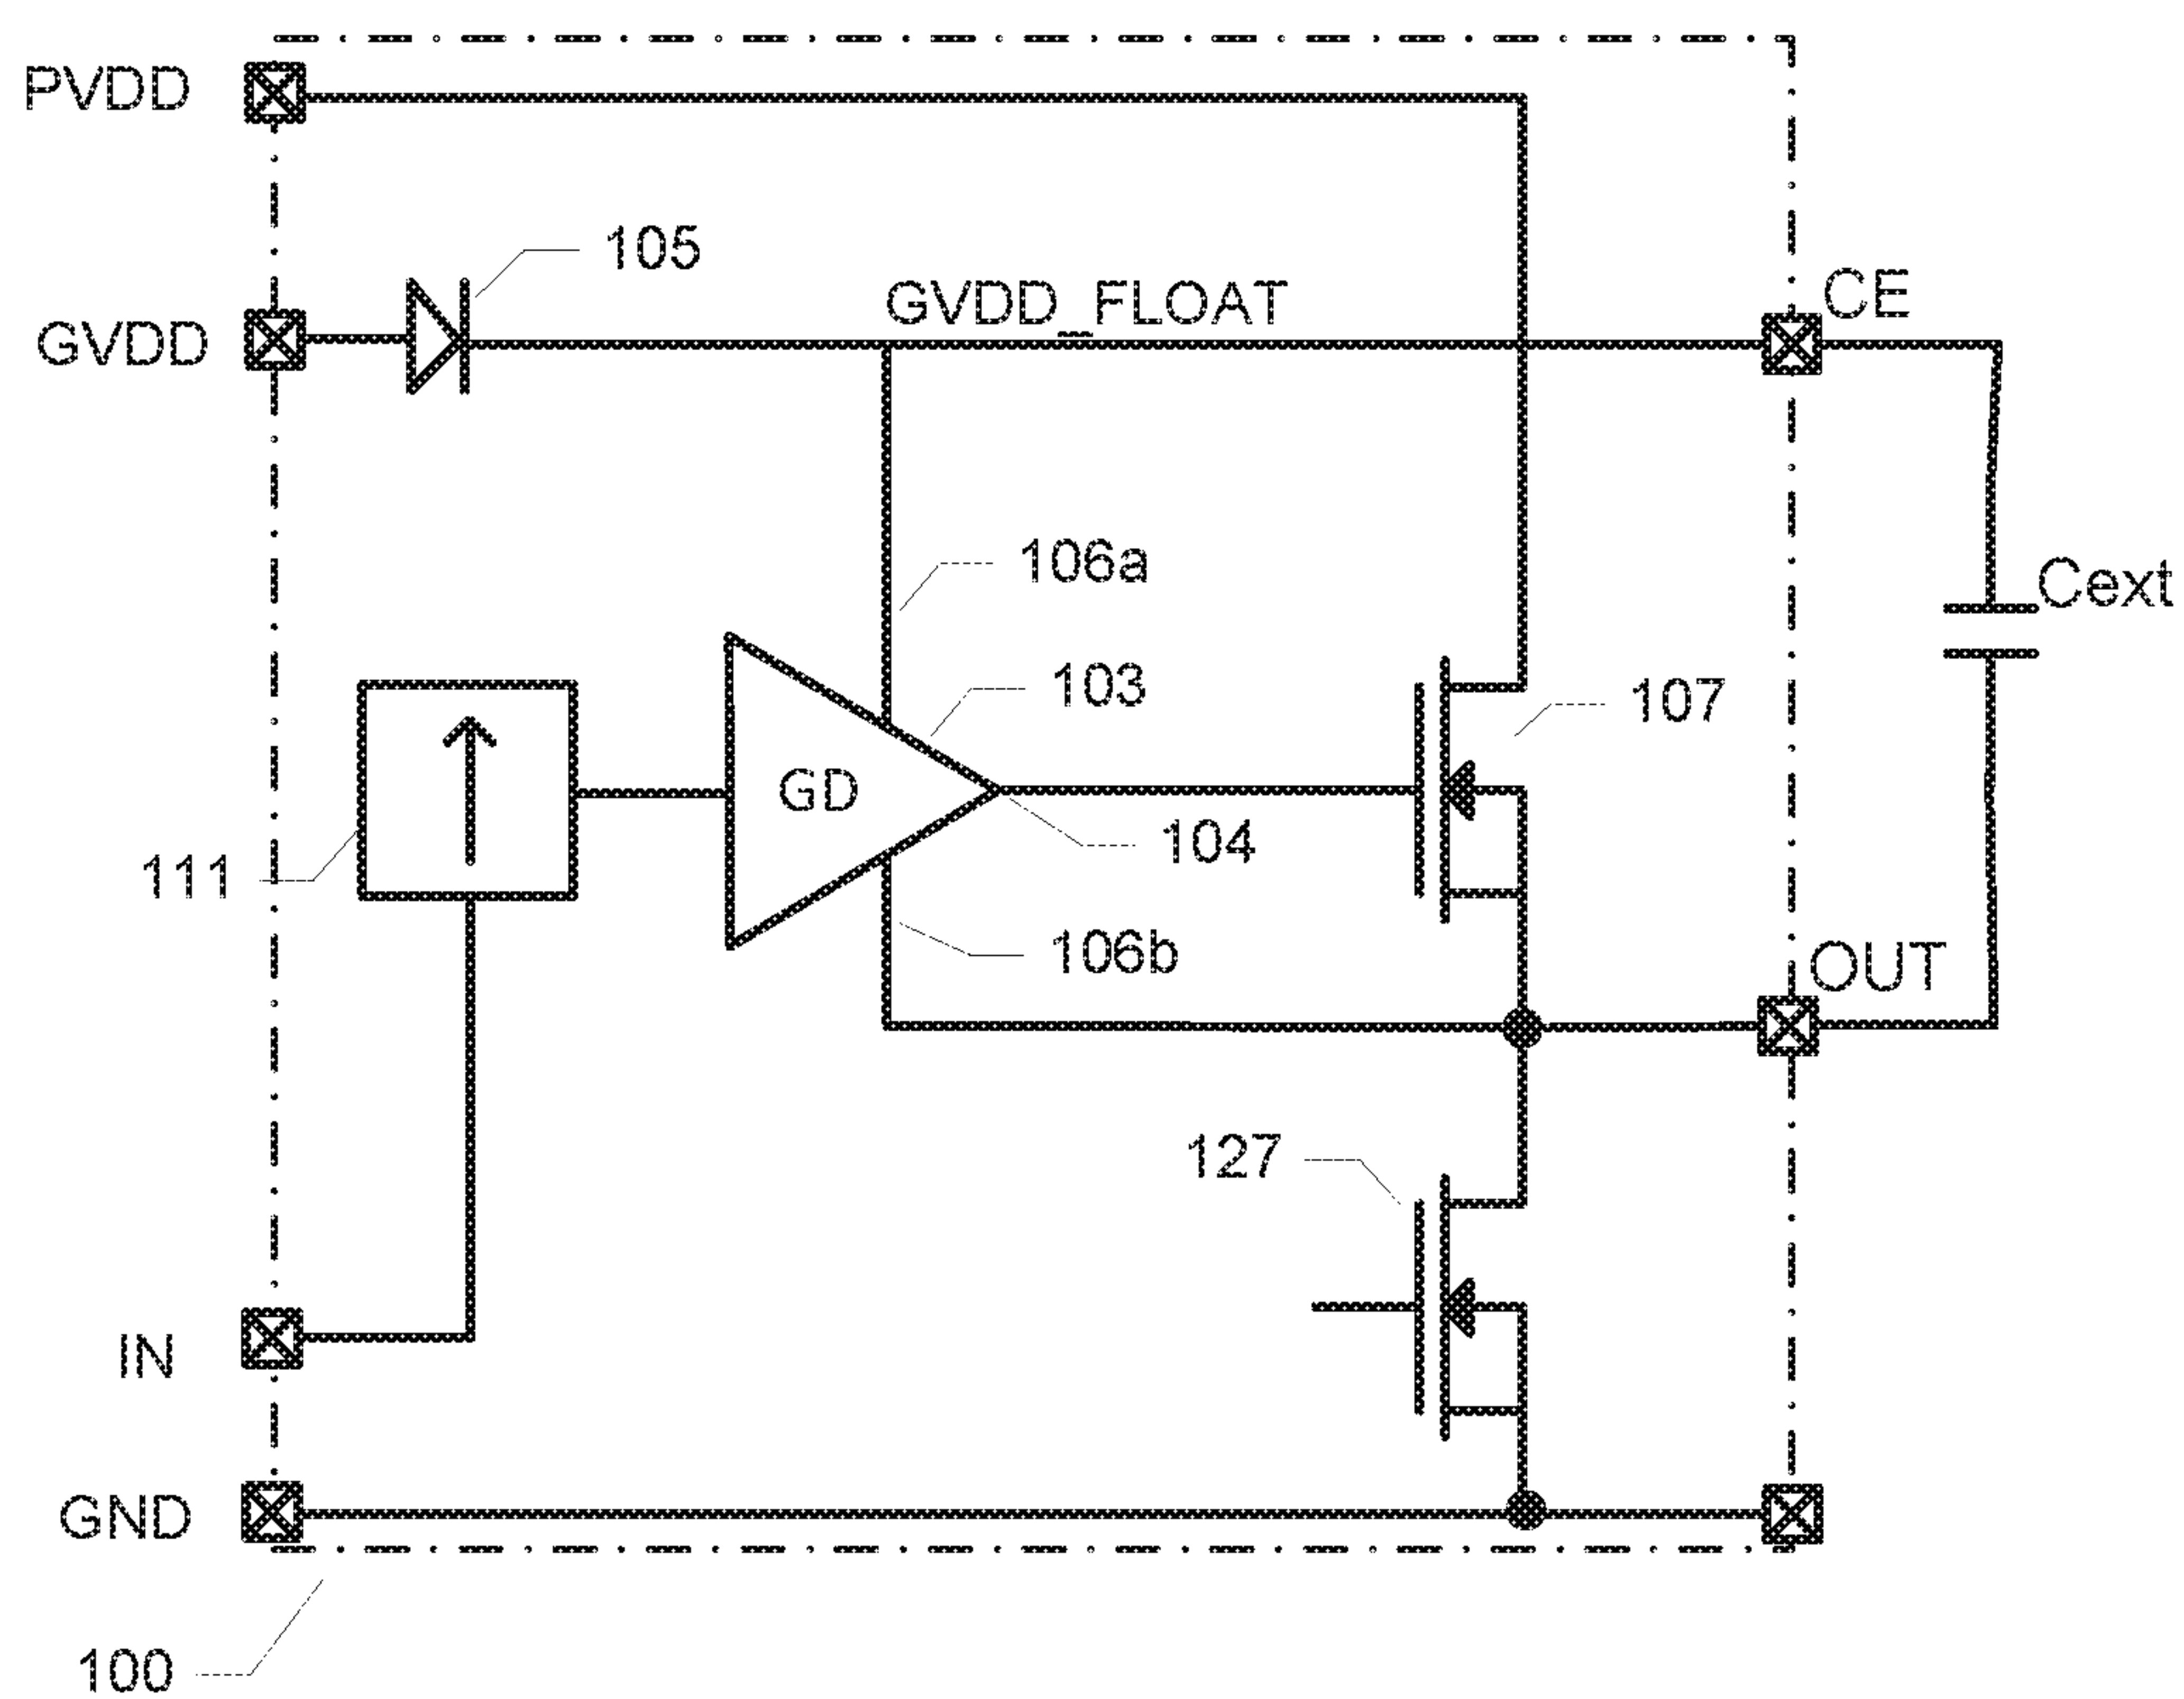 PVDD
105
GVDD
GVDD_FLOAT
CE
106a
Cext
103
107
GD
104
111
106b
OUT
127
IN
GND
100